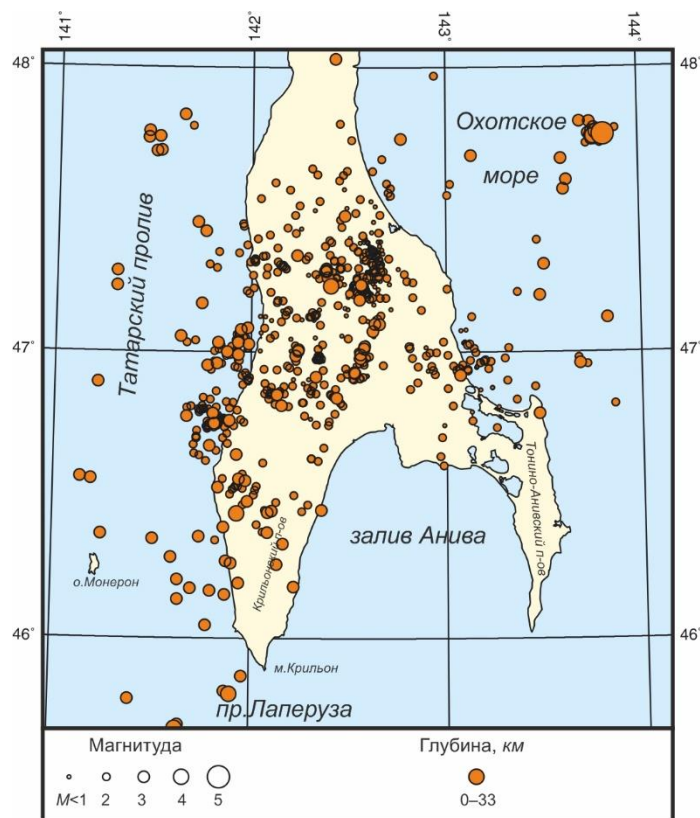 141° 142° 143° 144°
48° 48°
Охотское
море
Татарский пролив
47° 47°
залив Анива
Тонино-Анивский п-ов
Крильонский п-ов
о.Монерон
46° 46°
м.Крильон
пр.Лаперуза
Магнитуда Глубина, км
M<1 2 3 4 5 0–33